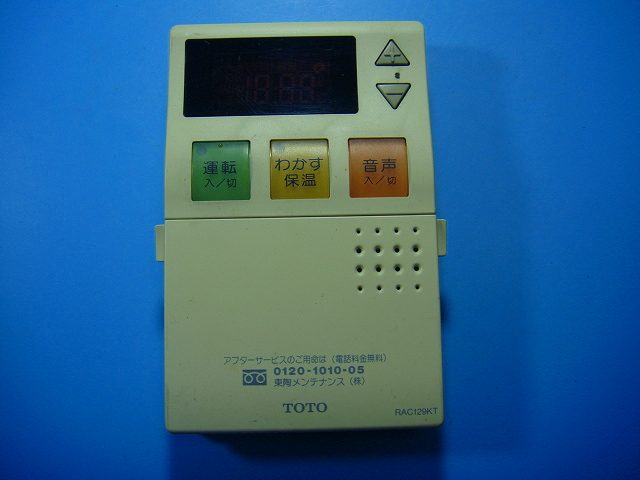 +
−
運転
入／切
わかす
保温
音声
入／切
アフターサービスのご用命は（電話料金無料）
0120-1010-05
東陶メンテナンス（株）
TOTO
RAC129KT